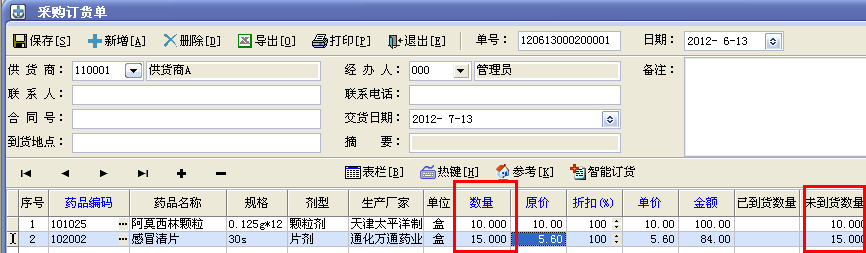 采购订货单
保存[S] 新增[A] 删除[D] 导出[O] 打印[P] 退出[E] 单号： 120613000200001 日期： 2012- 6-13
供 货 商： 110001 供货商A 经 办 人： 000 管理员 备注：
联 系 人： 联系电话：
合 同 号： 交货日期： 2012- 7-13
到货地点： 摘 要：
表栏[B] 热键[H] 参考[K] 智能订货
序号 药品编码 药品名称 规格 剂型 生产厂家 单位 数量 原价 折扣(%) 单价 金额 已到货数量 未到货数量
1 101025 ··· 阿莫西林颗粒 0.125g*12 颗粒剂 天津太平洋制 盒 10.000 10.00 100 10.00 100.00 10.000
2 102002 ··· 感冒清片 30s 片剂 通化万通药业 盒 15.000 5.60 100 5.60 84.00 15.000